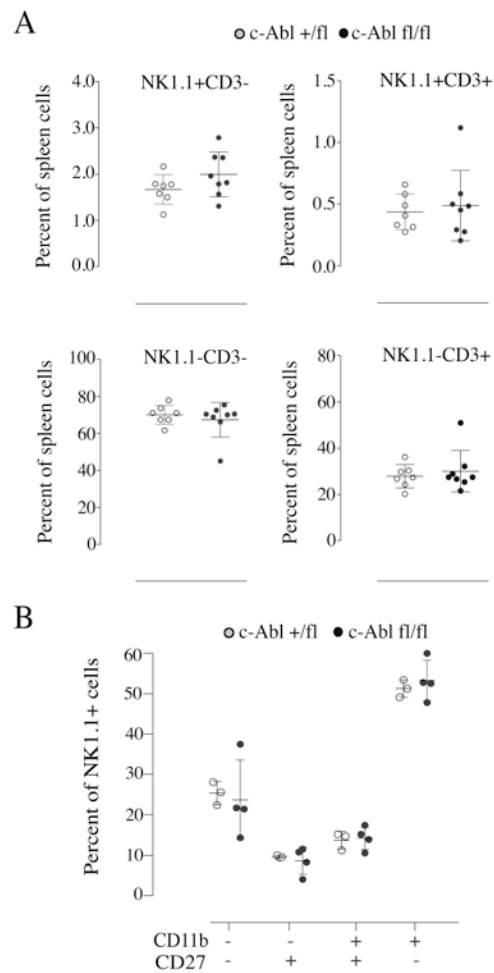 A
c-Abl +/fl c-Abl fl/fl
NK1.1+CD3-
Percent of spleen cells
4.0
3.0
2.0
1.0
0.0
NK1.1+CD3+
Percent of spleen cells
1.5
1.0
0.5
0.0
NK1.1-CD3-
Percent of spleen cells
100
80
60
40
20
0
NK1.1-CD3+
Percent of spleen cells
80
60
40
20
0
B
c-Abl +/fl c-Abl fl/fl
Percent of NK1.1+ cells
60
50
40
30
20
10
0
CD11b - - + +
CD27 - + + -